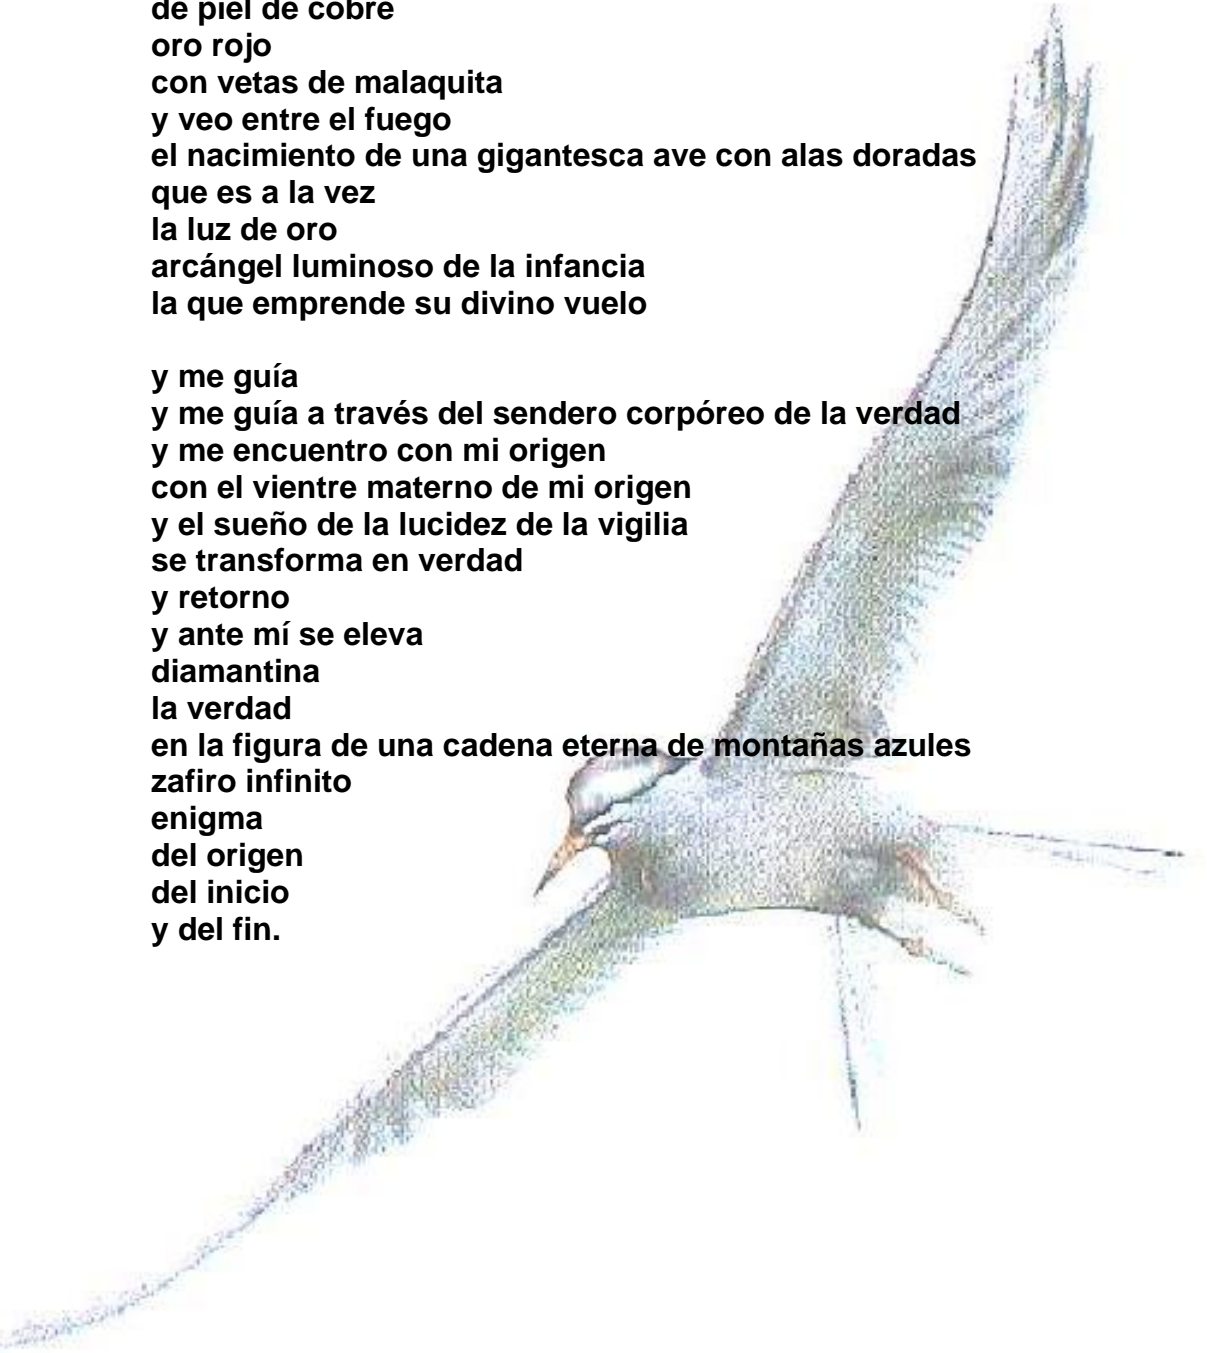 de piel de cobre
oro rojo
con vetas de malaquita
y veo entre el fuego
el nacimiento de una gigantesca ave con alas doradas
que es a la vez
la luz de oro
arcángel luminoso de la infancia
la que emprende su divino vuelo
y me guía
y me guía a través del sendero corpóreo de la verdad
y me encuentro con mi origen
con el vientre materno de mi origen
y el sueño de la lucidez de la vigilia
se transforma en verdad
y retorno
y ante mí se eleva
diamantina
la verdad
en la figura de una cadena eterna de montañas azules
zafiro infinito
enigma
del origen
del inicio
y del fin.